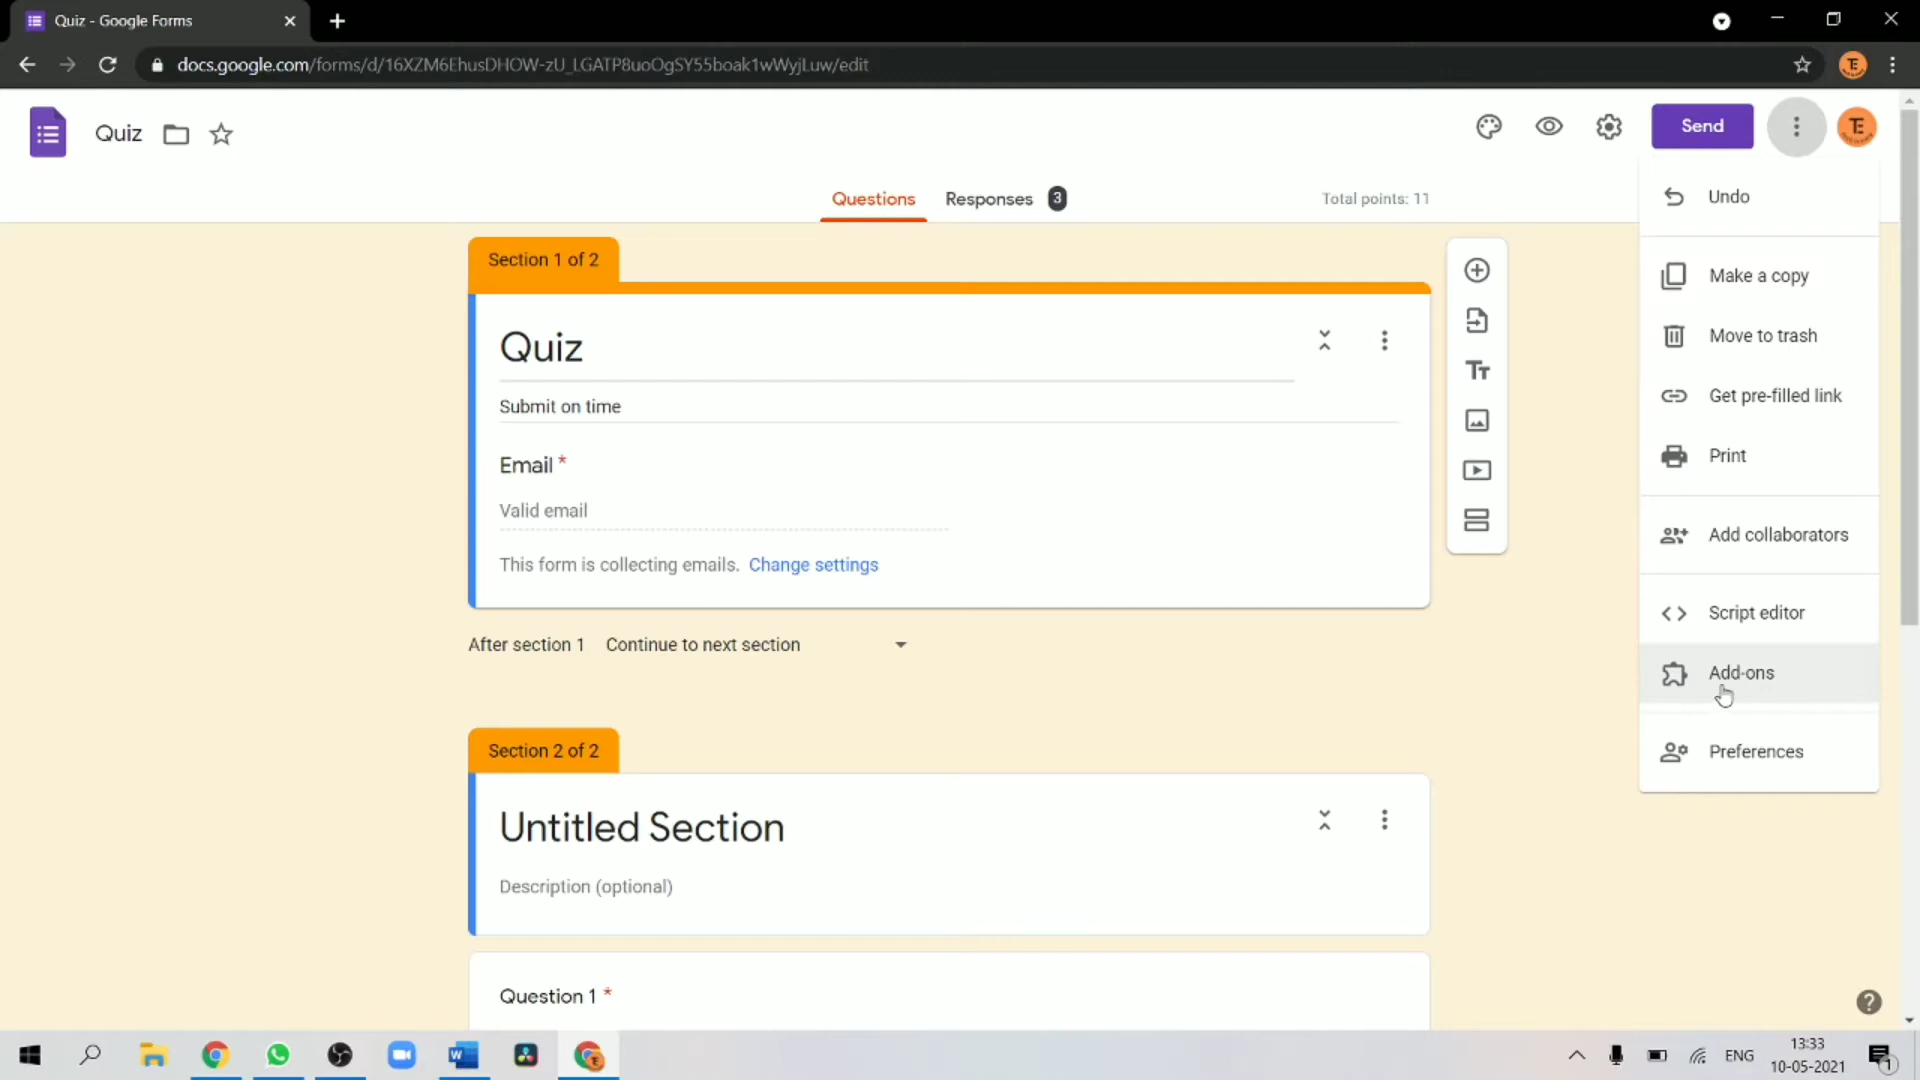 Quiz - Google Forms
docs.google.com/forms/d/16XZM6EhusDHOW-zU_LGATP8uoOgSY55boak1wWyjLuw/edit
Quiz
Send
TE
Questions
Responses 3
Total points: 11
Undo
Make a copy
Move to trash
Get pre-filled link
Print
Add collaborators
Script editor
Add-ons
Preferences
Section 1 of 2
Quiz
Submit on time
Email *
Valid email
This form is collecting emails. Change settings
After section 1 Continue to next section
Section 2 of 2
Untitled Section
Description (optional)
Question 1 *
ENG
13:33
10-05-2021
1